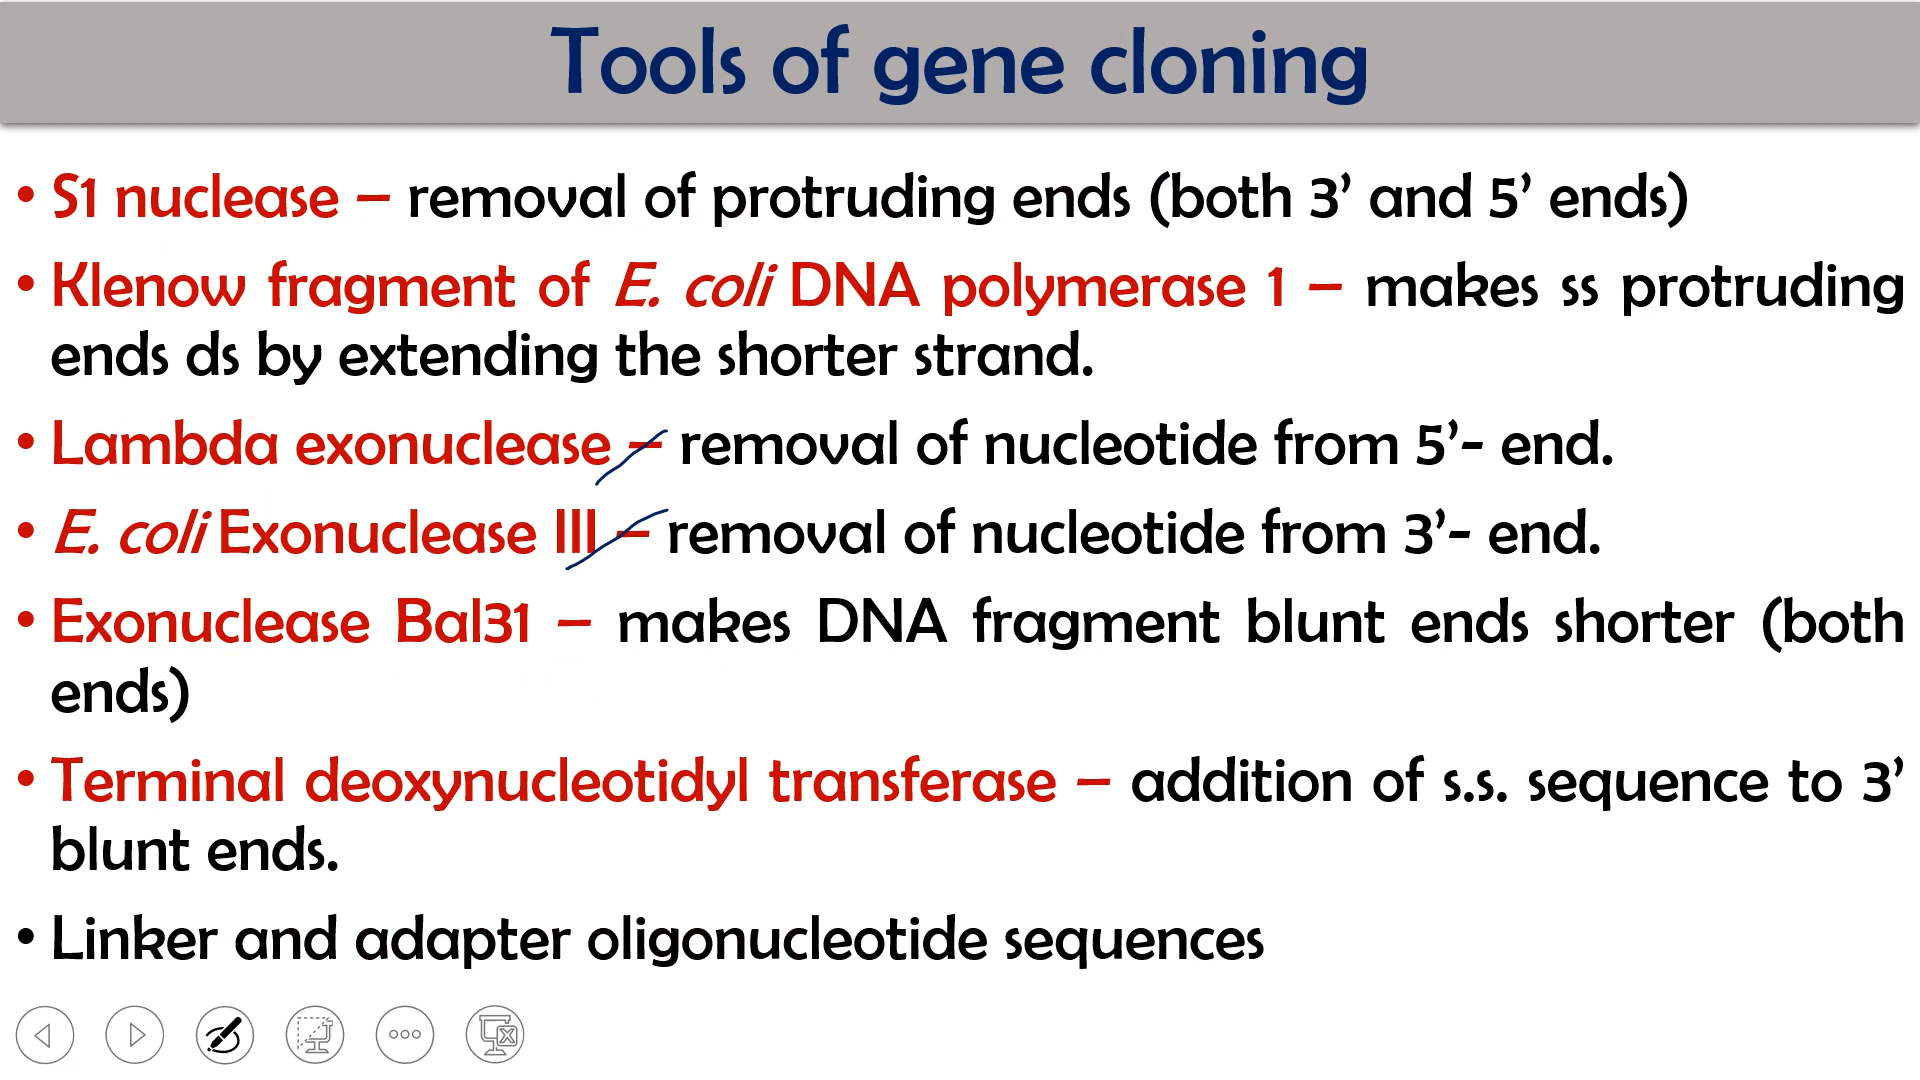 Tools of gene cloning
• S1 nuclease – removal of protruding ends (both 3’ and 5’ ends)
• Klenow fragment of E. coli DNA polymerase 1 – makes ss protruding
ends ds by extending the shorter strand.
• Lambda exonuclease – removal of nucleotide from 5’- end.
• E. coli Exonuclease III – removal of nucleotide from 3’- end.
• Exonuclease Bal31 – makes DNA fragment blunt ends shorter (both
ends)
• Terminal deoxynucleotidyl transferase – addition of s.s. sequence to 3’
blunt ends.
• Linker and adapter oligonucleotide sequences